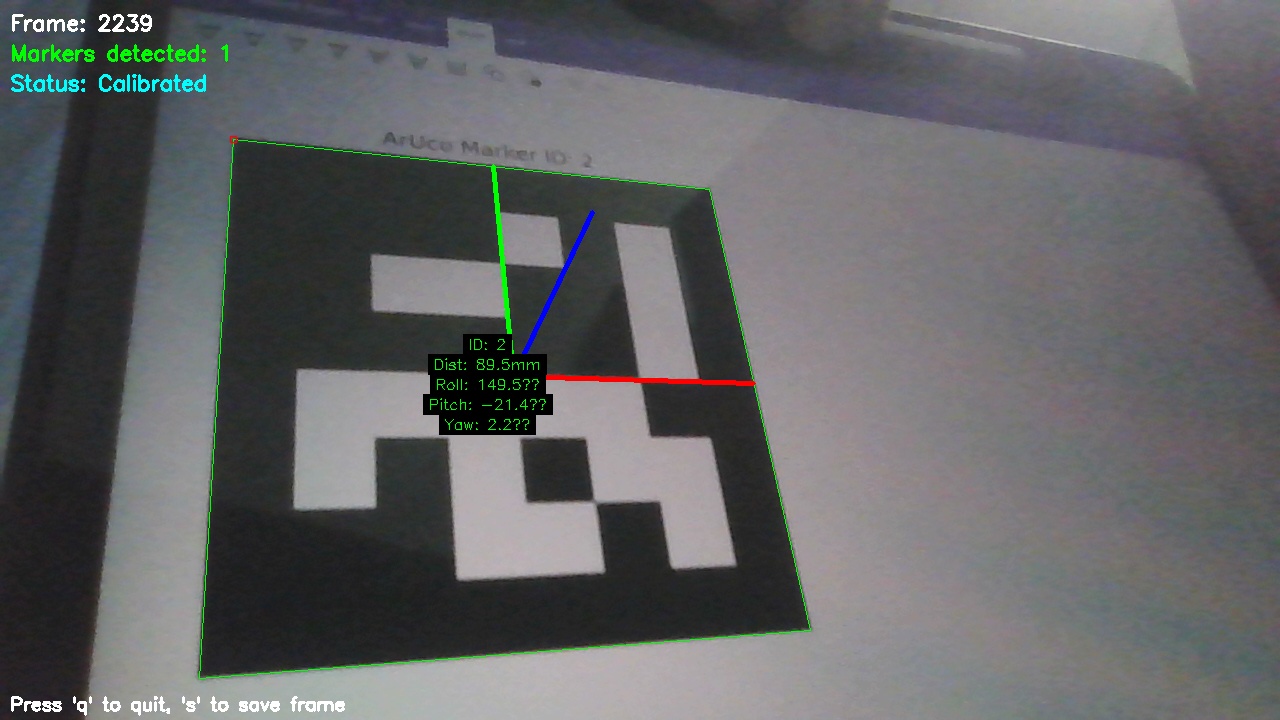 Frame: 2239
Markers detected: 1
Status: Calibrated
ArUco Marker ID: 2
ID: 2
Dist: 89.5mm
Roll: 149.5??
Pitch: -21.4??
Yaw: 2.2??
Press 'q' to quit, 's' to save frame